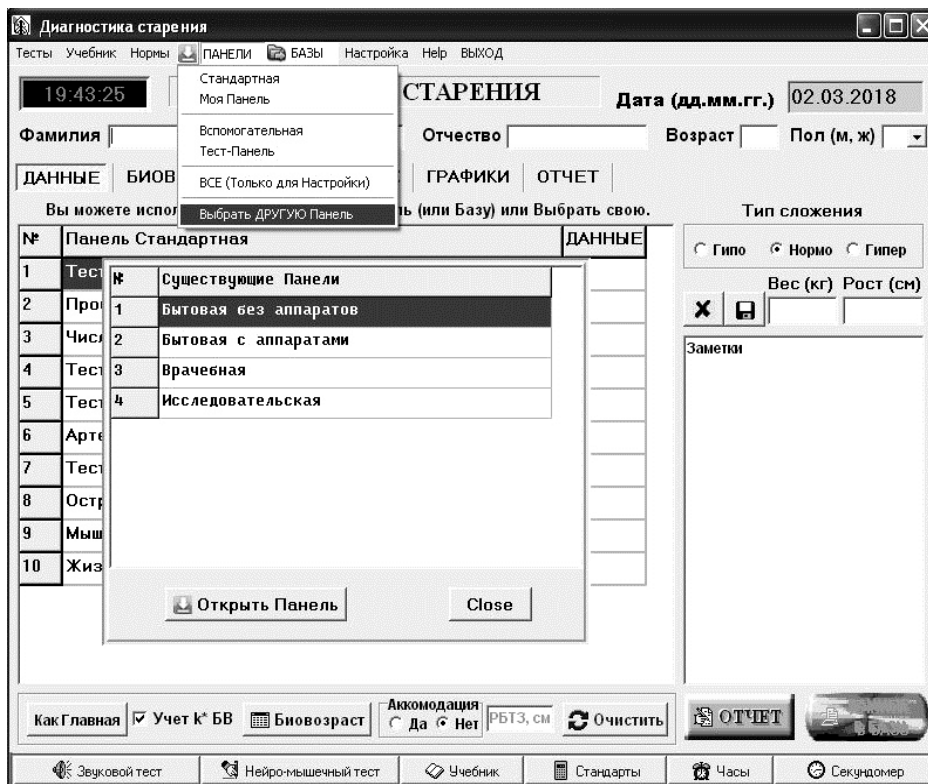 Диагностика старения
Тесты Учебник Нормы ПАНЕЛИ БАЗЫ Настройка Help ВЫХОД
Стандартная
Моя Панель
Вспомогательная
Тест-Панель
ВСЕ (Только для Настройки)
Выбрать ДРУГУЮ Панель
19:43:25 СТАРЕНИЯ Дата (дд.мм.гг.) 02.03.2018
Фамилия Отчество Возраст Пол (м, ж)
ДАННЫЕ БИОВ ГРАФИКИ ОТЧЕТ
Вы можете испол ь (или Базу) или Выбрать свою.
Тип сложения
№ Панель Стандартная ДАННЫЕ
Гипо Нормо Гипер
Вес (кг) Рост (см)
Заметки
1 Тест
2 Про
3 Числ
4 Тест
5 Тест
6 Арте
7 Тест
8 Остр
9 Мыш
10 Жиз
№ Существующие Панели
1 Бытовая без аппаратов
2 Бытовая с аппаратами
3 Врачебная
4 Исследовательская
Открыть Панель Close
Как Главная Учет k* БВ Биовозраст Аккомодация Да Нет РБТЗ, см Очистить ОТЧЕТ
Звуковой тест Нейро-мышечный тест Учебник Стандарты Часы Секундомер